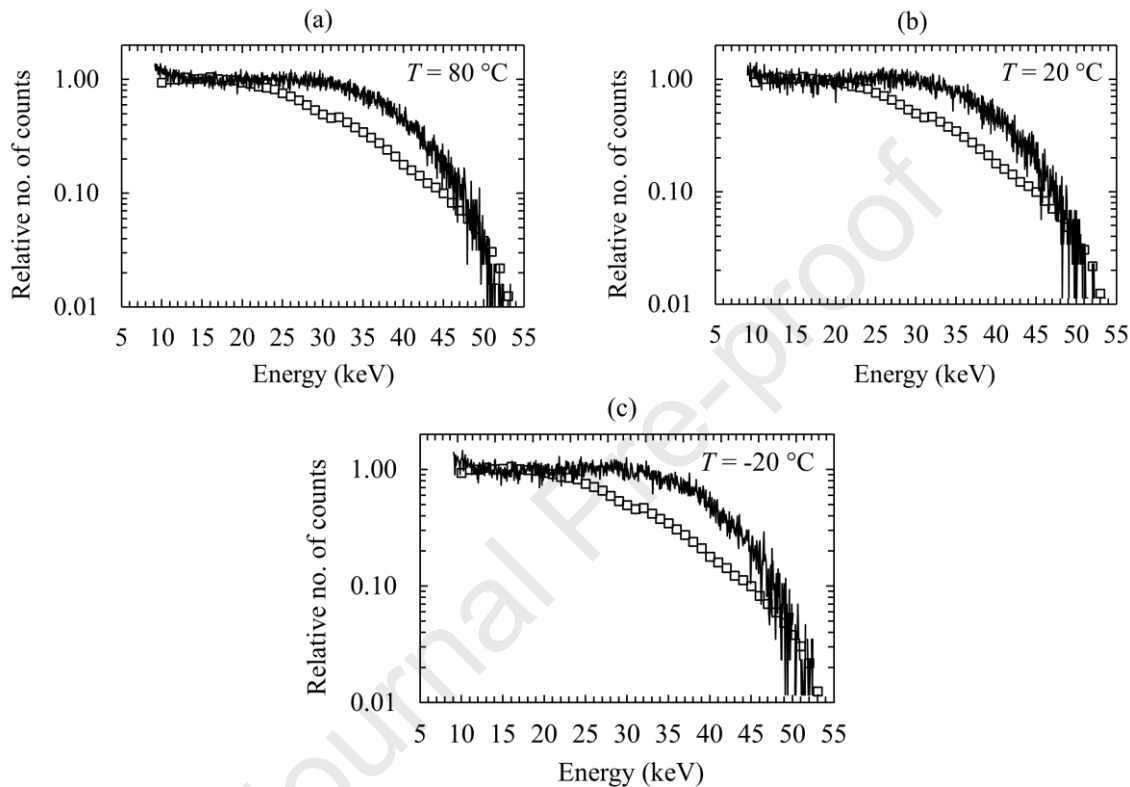 (a)
T = 80 °C
1.00
0.10
0.01
Relative no. of counts
5 10 15 20 25 30 35 40 45 50 55
Energy (keV)
(b)
T = 20 °C
1.00
0.10
0.01
Relative no. of counts
5 10 15 20 25 30 35 40 45 50 55
Energy (keV)
(c)
T = -20 °C
1.00
0.10
0.01
Relative no. of counts
5 10 15 20 25 30 35 40 45 50 55
Energy (keV)
Journal Pre-proof